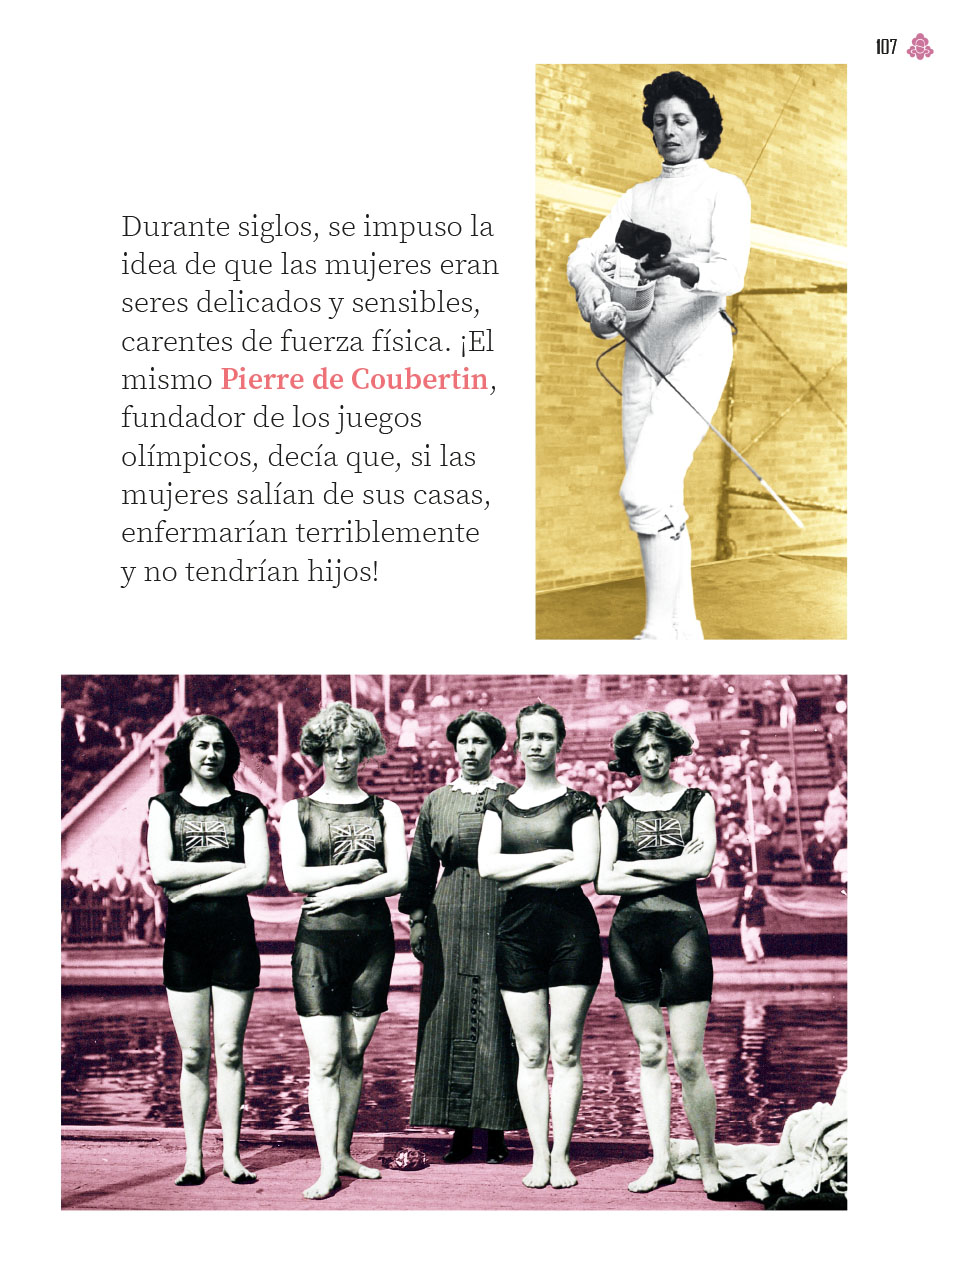 107
Durante siglos, se impuso la
idea de que las mujeres eran
seres delicados y sensibles,
carentes de fuerza física. ¡El
mismo Pierre de Coubertin,
fundador de los juegos
olímpicos, decía que, si las
mujeres salían de sus casas,
enfermarían terriblemente
y no tendrían hijos!